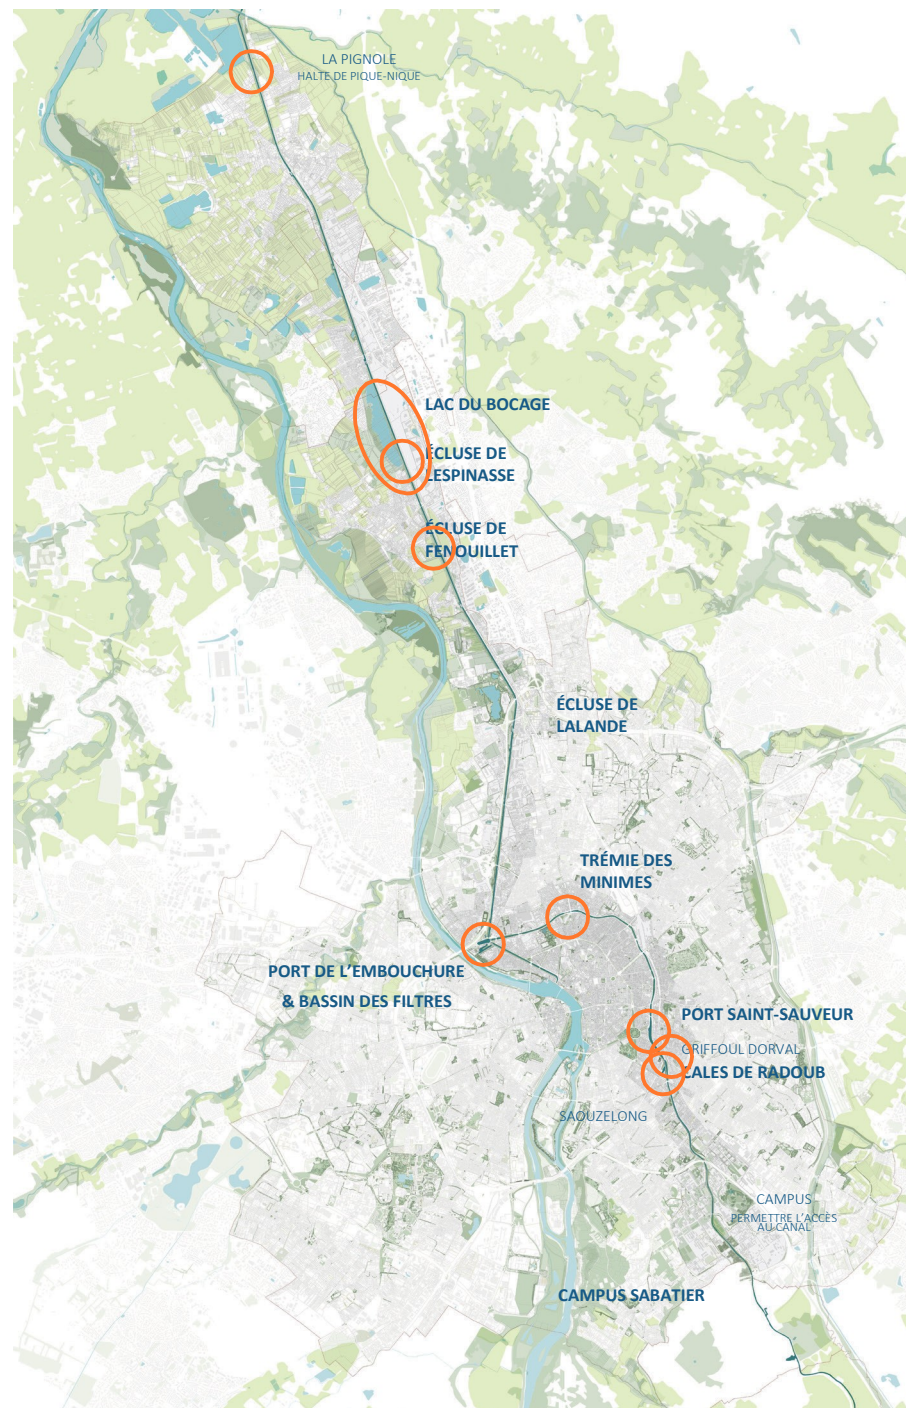 LA PIGNOLE
HALTE DE PIQUE-NIQUE
LAC DU BOCAGE
ÉCLUSE DE
LESPINASSE
ÉCLUSE DE
FENOUILLET
ÉCLUSE DE
LALANDE
TRÉMIE DES
MINIMES
PORT DE L’EMBOUCHURE
& BASSIN DES FILTRES
PORT SAINT-SAUVEUR
GRIFFOUL DORVAL
CALES DE RADOUB
SAOUZELONG
CAMPUS
PERMETTRE L’ACCÈS
AU CANAL
CAMPUS SABATIER